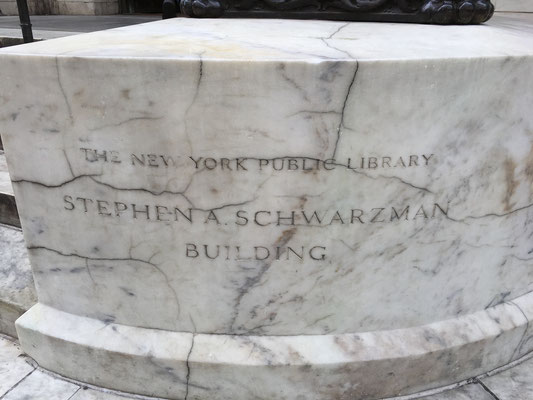 THE NEW YORK PUBLIC LIBRARY
STEPHEN A. SCHWARZMAN
BUILDING